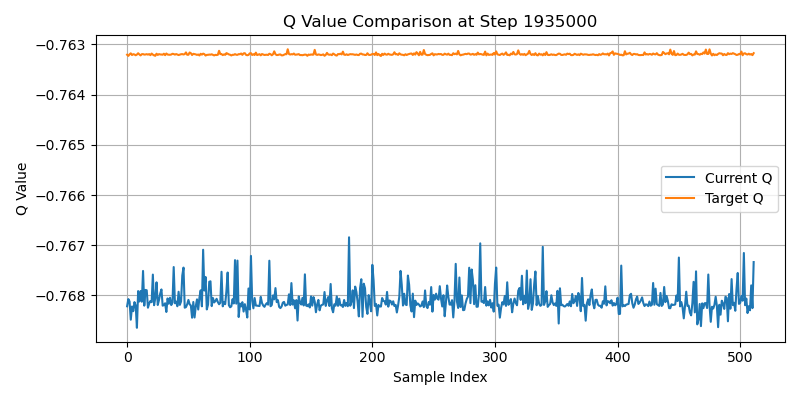 Q Value Comparison at Step 1935000
−0.763
−0.764
−0.765
−0.766
−0.767
−0.768
Q Value
Current Q
Target Q
0 100 200 300 400 500
Sample Index